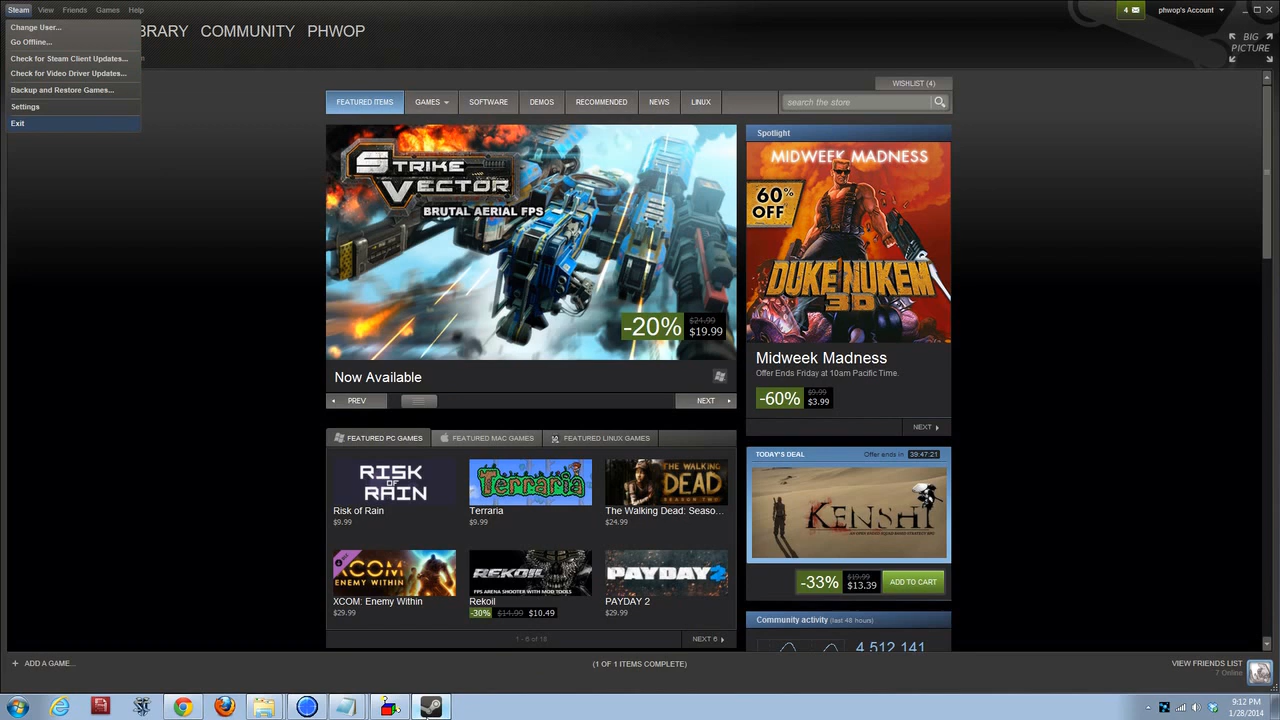 Steam View Friends Games Help
4 phwop's Account
Change User...
Go Offline...
Check for Steam Client Updates...
Check for Video Driver Updates...
Backup and Restore Games...
Settings
Exit
BRARY COMMUNITY PHWOP
BIG
PICTURE
WISHLIST (4)
FEATURED ITEMS GAMES SOFTWARE DEMOS RECOMMENDED NEWS LINUX search the store
STRIKE
VECTOR
BRUTAL AERIAL FPS
-20% $24.99
$19.99
Now Available
PREV NEXT
Spotlight
MIDWEEK MADNESS
60%
OFF
DUKE NUKEM
3D
Midweek Madness
Offer Ends Friday at 10am Pacific Time.
-60% $9.99
$3.99
NEXT
FEATURED PC GAMES FEATURED MAC GAMES FEATURED LINUX GAMES
RISK
OF
RAIN
Terraria
THE WALKING
DEAD
SEASON TWO
Risk of Rain Terraria The Walking Dead: Seaso...
$9.99 $9.99 $24.99
DLC
XCOM
ENEMY WITHIN
REKOIL
FPS ARENA SHOOTER WITH MOD TOOLS
PAYDAY 2
XCOM: Enemy Within Rekoil PAYDAY 2
$29.99 -30% $14.99 $10.49 $29.99
1 - 6 of 18 NEXT 6
TODAY'S DEAL Offer ends in 39:47:21
KENSHI
-33% $19.99
$13.39 ADD TO CART
Community activity (last 48 hours)
4,512,141
+ ADD A GAME...
(1 OF 1 ITEMS COMPLETE)
VIEW FRIENDS LIST
7 Online
9:12 PM
1/28/2014